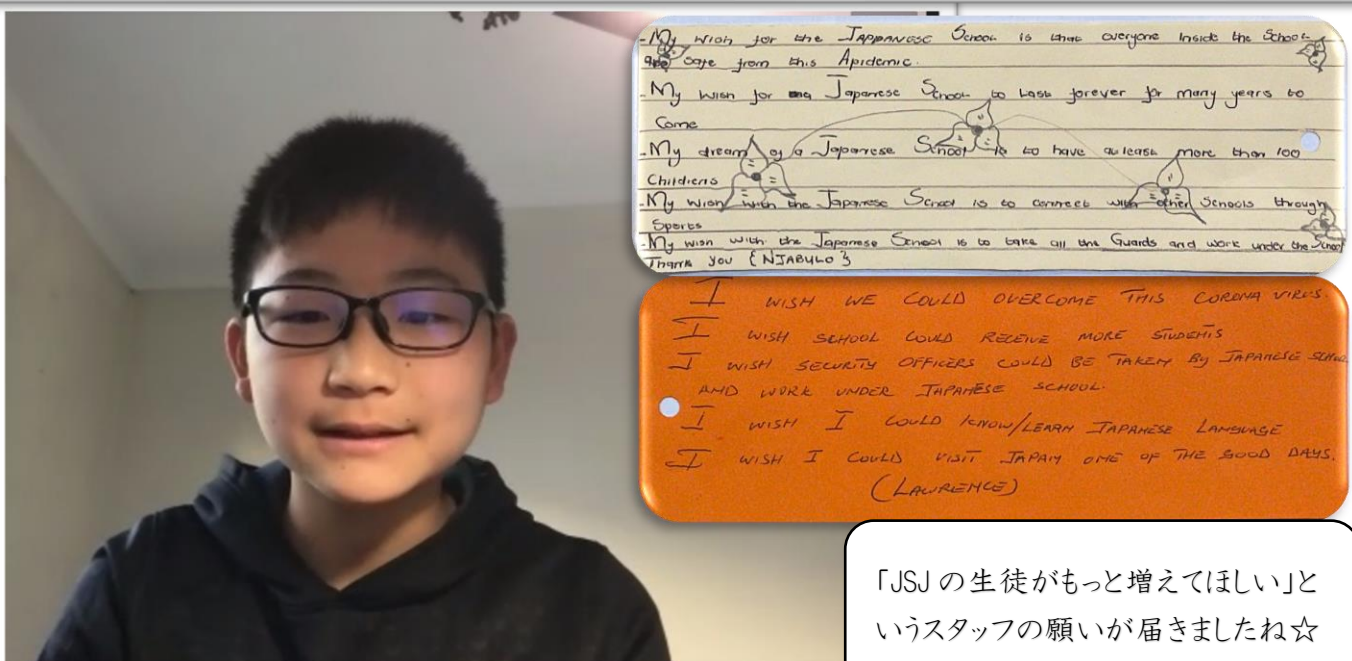 -My wish for the JAPPANESE School is that everyone inside the School
are safe from this Apidemic.
-My wish for Japanese School to Last forever for many years to
Come
-My dream of a Japanese School is to have atleast more than 100
Childrens
-My wish with the Japanese School is to connect with other Schools through
Sports
-My wish with the Japanese School is to take all the Guards and work under the School
Thank you {NJABULO}
I WISH WE COULD OVERCOME THIS CORONA VIRUS.
I WISH SCHOOL COULD RECEIVE MORE STUDENTS
I WISH SECURITY OFFICERS COULD BE TAKEN BY JAPANESE SCHOOL
AND WORK UNDER JAPANESE SCHOOL.
I WISH I COULD KNOW/LEARN JAPANESE LANGUAGE
I WISH I COULD VISIT JAPAN ONE OF THE GOOD DAYS.
(LAWRENCE)
「JSJの生徒がもっと増えてほしい」と
いうスタッフの願いが届きましたね☆